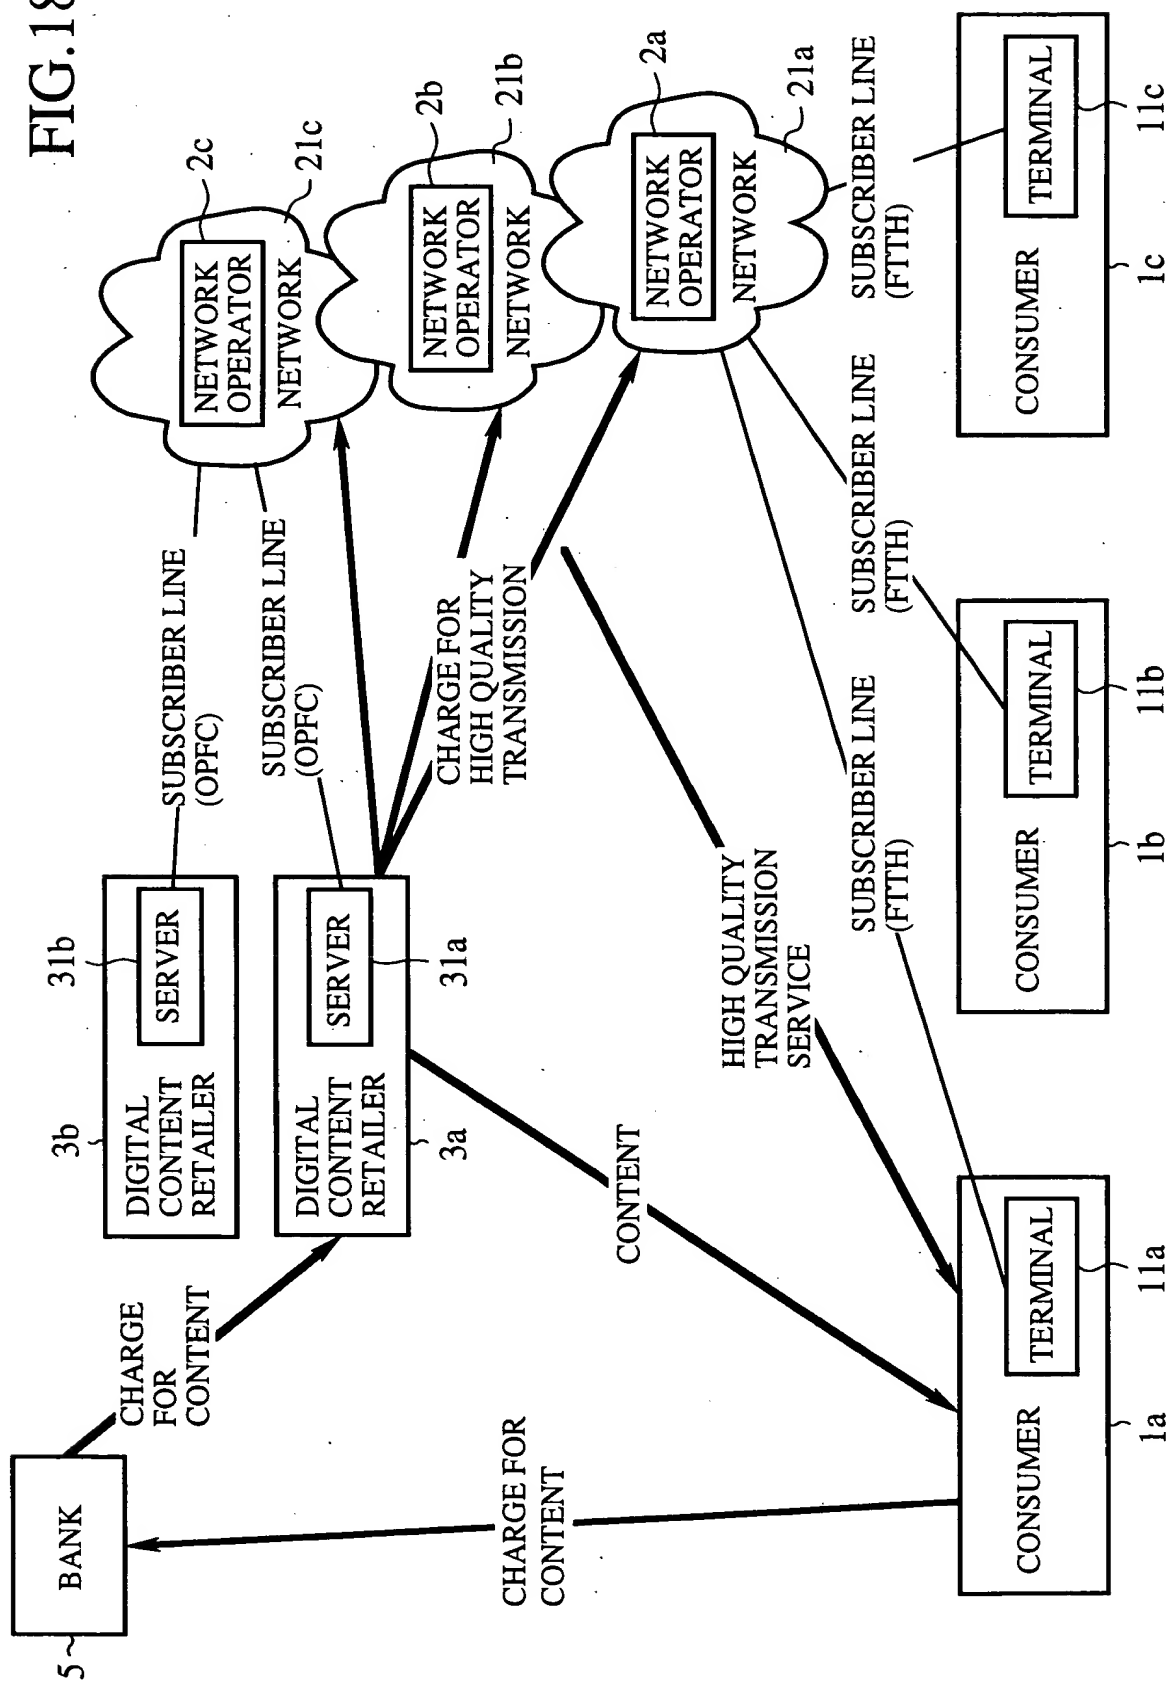 FIG.18
BANK
5
CHARGE
FOR
CONTENT
CHARGE FOR
CONTENT
3b
DIGITAL
CONTENT
RETAILER
31b
SERVER
SUBSCRIBER LINE
(OPFC)
3a
DIGITAL
CONTENT
RETAILER
31a
SERVER
SUBSCRIBER LINE
(OPFC)
2c
NETWORK
OPERATOR
NETWORK
21c
2b
NETWORK
OPERATOR
NETWORK
21b
2a
NETWORK
OPERATOR
NETWORK
21a
CHARGE FOR
HIGH QUALITY
TRANSMISSION
CONTENT
HIGH QUALITY
TRANSMISSION
SERVICE
SUBSCRIBER LINE
(FTTH)
SUBSCRIBER LINE
(FTTH)
SUBSCRIBER LINE
(FTTH)
CONSUMER
TERMINAL
1a
11a
CONSUMER
TERMINAL
1b
11b
CONSUMER
TERMINAL
1c
11c